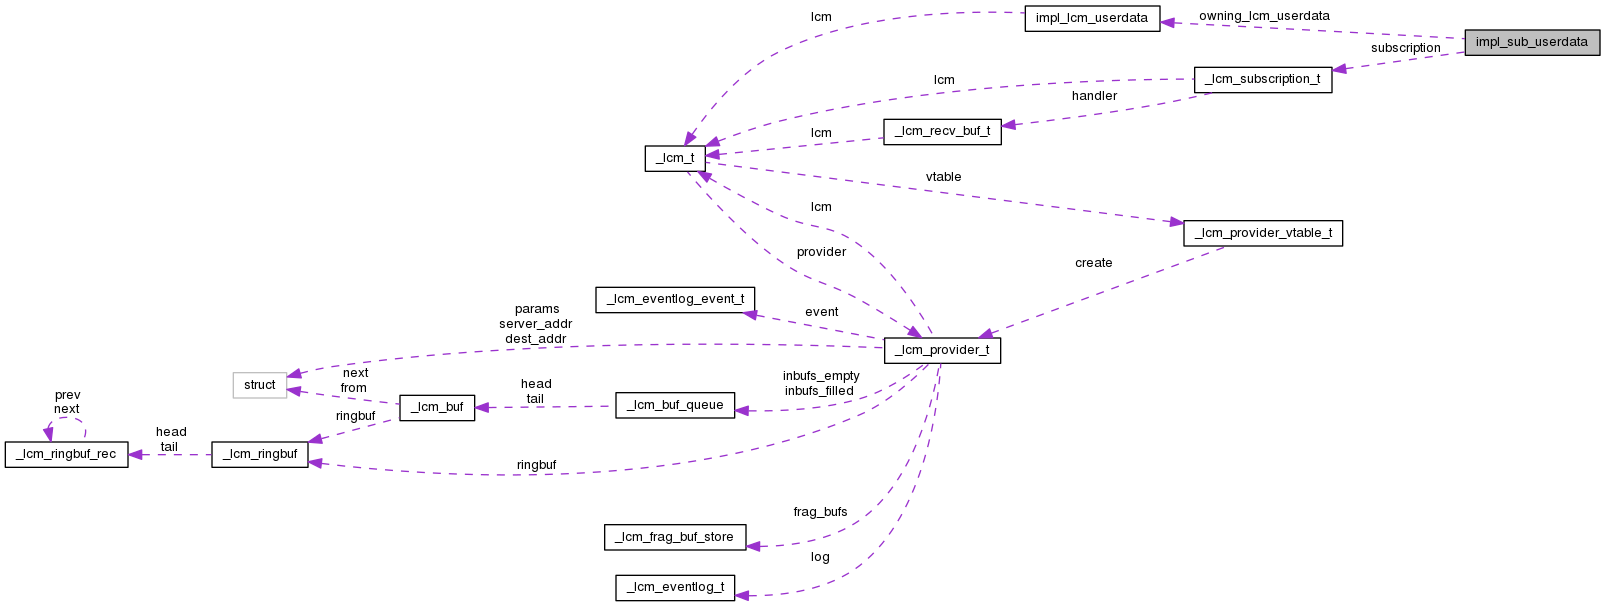 lcm
impl_lcm_userdata
owning_lcm_userdata
impl_sub_userdata
subscription
lcm
_lcm_subscription_t
handler
lcm
_lcm_recv_buf_t
_lcm_t
vtable
lcm
_lcm_provider_vtable_t
provider
create
_lcm_eventlog_event_t
event
params
server_addr
dest_addr
_lcm_provider_t
struct
next
from
inbufs_empty
inbufs_filled
head
tail
_lcm_buf_queue
_lcm_buf
prev
next
ringbuf
head
tail
_lcm_ringbuf_rec
_lcm_ringbuf
ringbuf
frag_bufs
_lcm_frag_buf_store
log
_lcm_eventlog_t